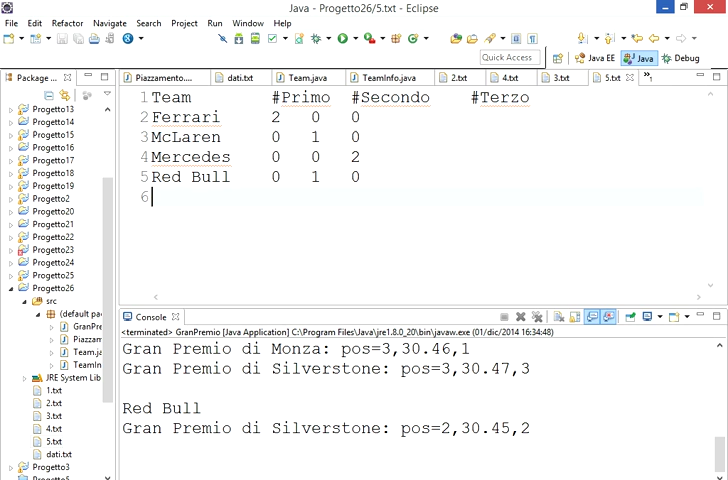 Java - Progetto26/5.txt - Eclipse
File Edit Refactor Navigate Search Project Run Window Help
Quick Access
Java EE
Java
Debug
Package ...
Piazzamento....
dati.txt
Team.java
TeamInfo.java
2.txt
4.txt
3.txt
5.txt
»1
Progetto13
Progetto14
Progetto15
Progetto16
Progetto17
Progetto18
Progetto19
Progetto2
Progetto20
Progetto21
Progetto22
Progetto23
Progetto24
Progetto25
Progetto26
src
(default pa
GranPre
Piazzam
Team.ja
TeamIn
JRE System Lib
1.txt
2.txt
3.txt
4.txt
5.txt
dati.txt
Progetto3
Progetto5
1 Team #Primo #Secondo #Terzo
2 Ferrari 2 0 0
3 McLaren 0 1 0
4 Mercedes 0 0 2
5 Red Bull 0 1 0
6
Console
<terminated> GranPremio [Java Application] C:\Program Files\Java\jre1.8.0_20\bin\javaw.exe (01/dic/2014 16:34:48)
Gran Premio di Monza: pos=3,30.46,1
Gran Premio di Silverstone: pos=3,30.47,3
Red Bull
Gran Premio di Silverstone: pos=2,30.45,2